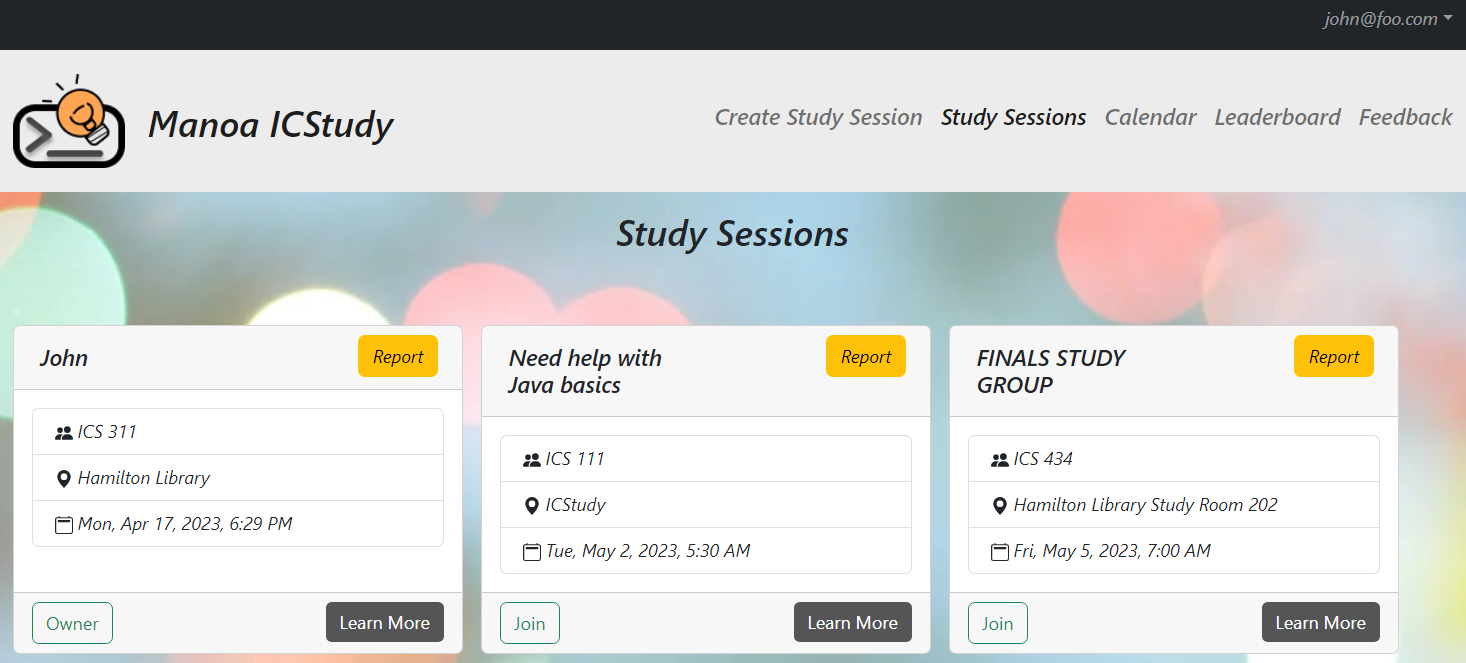 john@foo.com
Manoa ICStudy
Create Study Session Study Sessions Calendar Leaderboard Feedback
Study Sessions
John
Report
ICS 311
Hamilton Library
Mon, Apr 17, 2023, 6:29 PM
Owner
Learn More
Need help with
Java basics
Report
ICS 111
ICStudy
Tue, May 2, 2023, 5:30 AM
Join
Learn More
FINALS STUDY
GROUP
Report
ICS 434
Hamilton Library Study Room 202
Fri, May 5, 2023, 7:00 AM
Join
Learn More